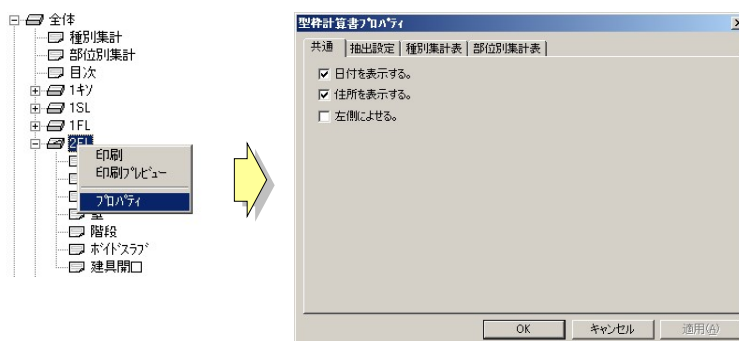 全体
種別集計
部位別集計
目次
1ｷｿ
1SL
1FL
2FL
印刷
印刷ﾌﾟﾚﾋﾞｭｰ
ﾌﾟﾛﾊﾟﾃｨ
壁
階段
ﾎﾞｲﾄﾞｽﾗﾌﾞ
建具開口
型枠計算書ﾌﾟﾛﾊﾟﾃｨ
共通 抽出設定 種別集計表 部位別集計表
日付を表示する。
住所を表示する。
左側によせる。
OK キャンセル 適用(A)